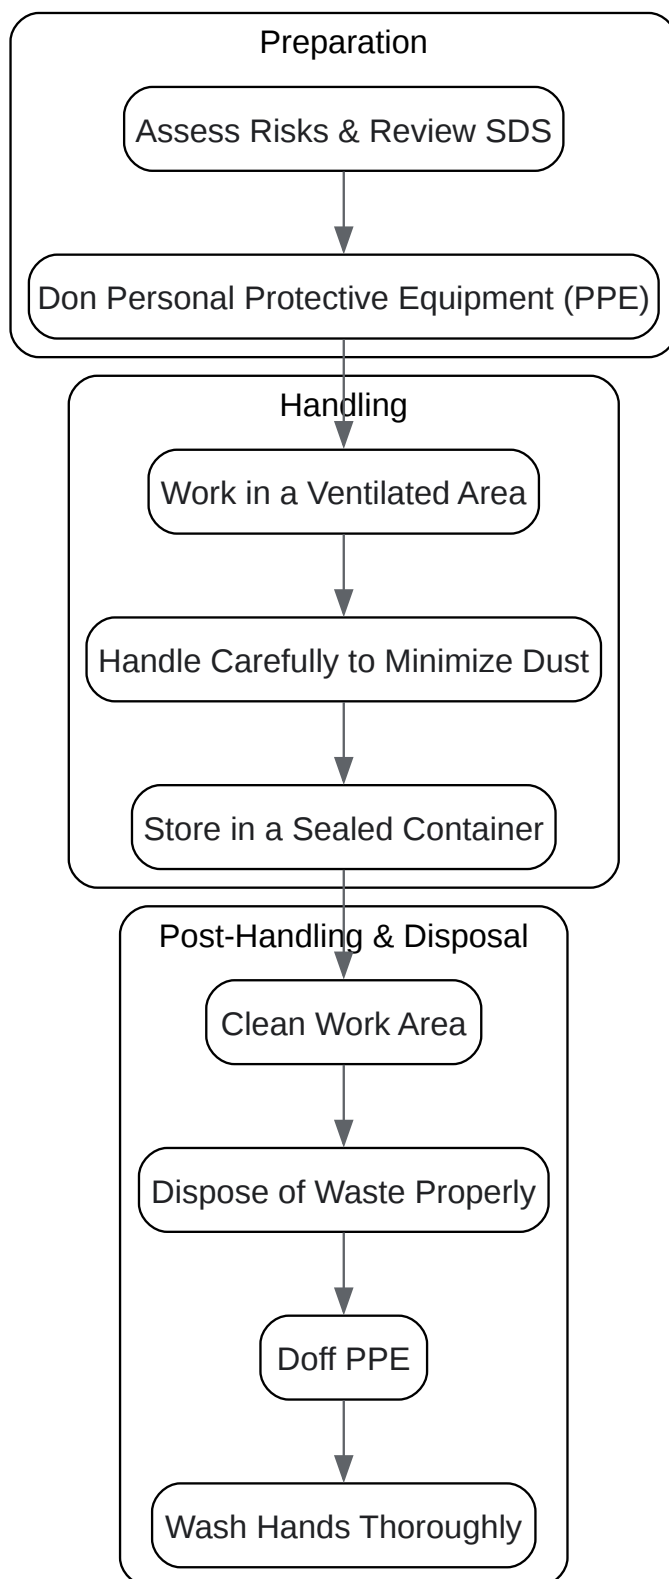 Preparation
Assess Risks & Review SDS
Don Personal Protective Equipment (PPE)
Handling
Work in a Ventilated Area
Handle Carefully to Minimize Dust
Store in a Sealed Container
Post-Handling & Disposal
Clean Work Area
Dispose of Waste Properly
Doff PPE
Wash Hands Thoroughly